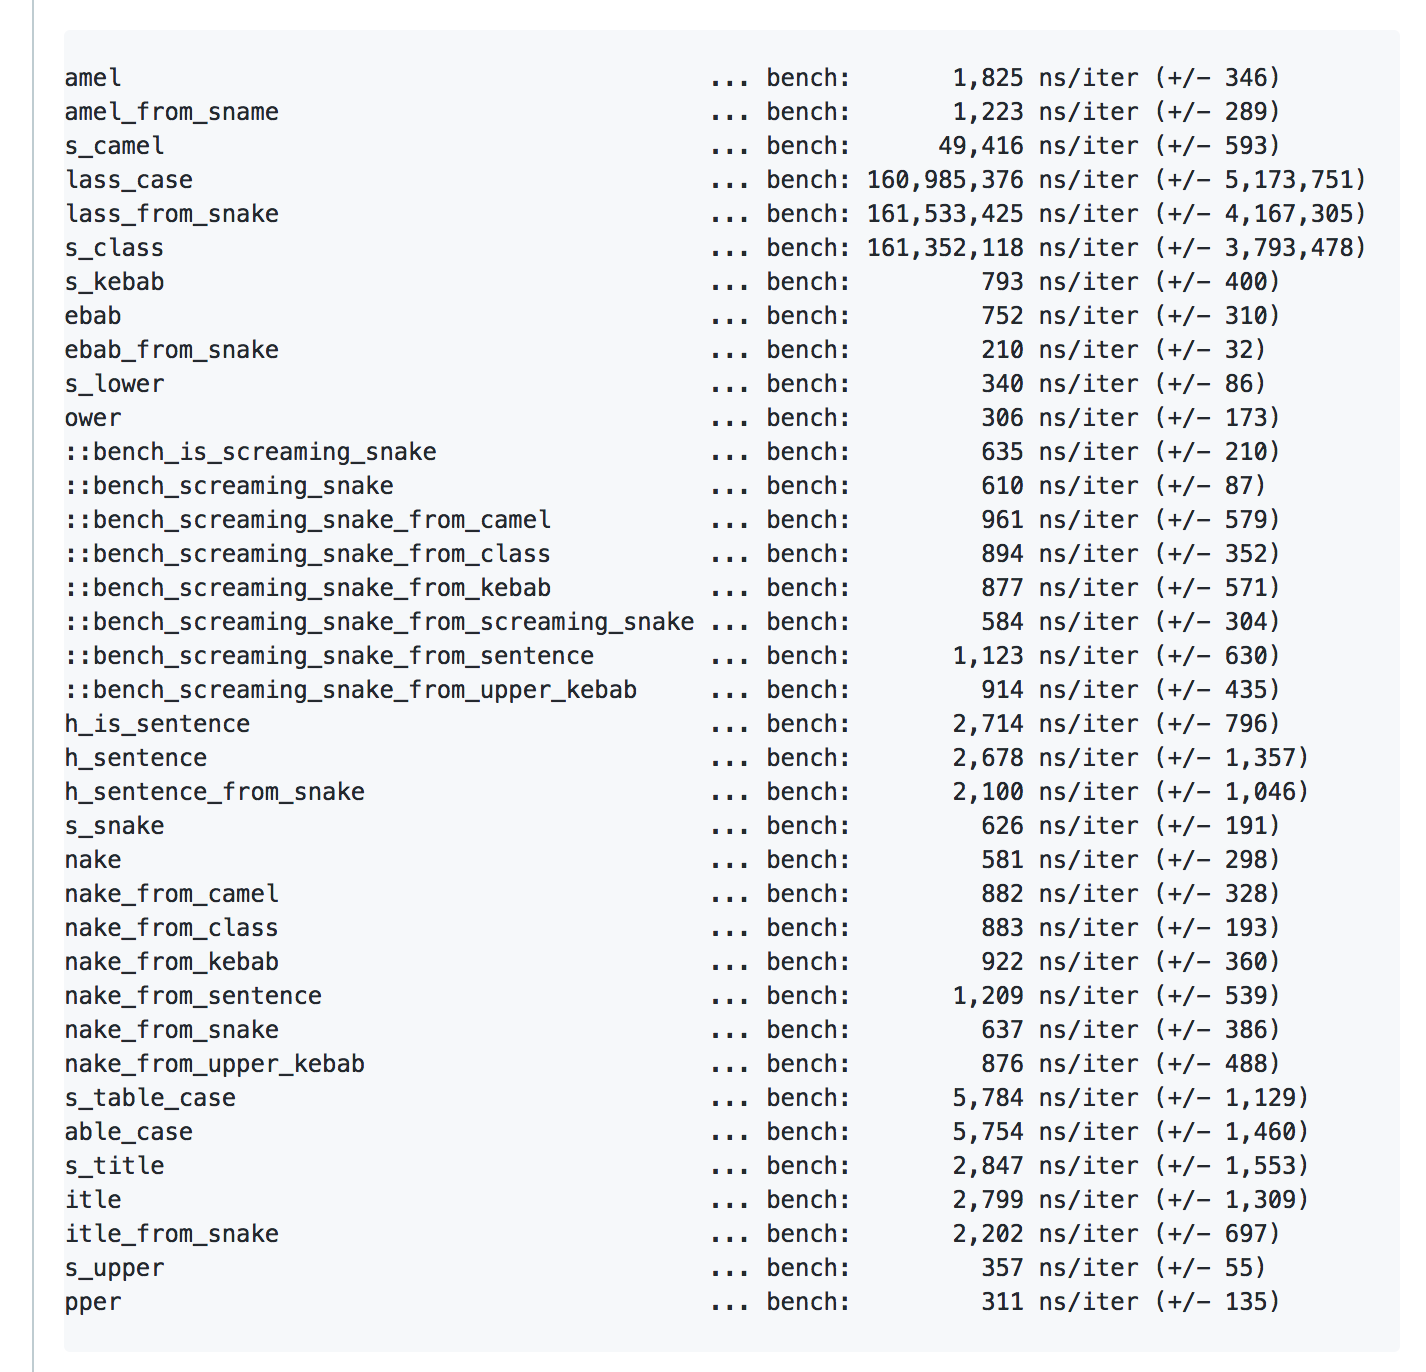 amel ... bench: 1,825 ns/iter (+/- 346)
amel_from_sname ... bench: 1,223 ns/iter (+/- 289)
s_camel ... bench: 49,416 ns/iter (+/- 593)
lass_case ... bench: 160,985,376 ns/iter (+/- 5,173,751)
lass_from_snake ... bench: 161,533,425 ns/iter (+/- 4,167,305)
s_class ... bench: 161,352,118 ns/iter (+/- 3,793,478)
s_kebab ... bench: 793 ns/iter (+/- 400)
ebab ... bench: 752 ns/iter (+/- 310)
ebab_from_snake ... bench: 210 ns/iter (+/- 32)
s_lower ... bench: 340 ns/iter (+/- 86)
ower ... bench: 306 ns/iter (+/- 173)
::bench_is_screaming_snake ... bench: 635 ns/iter (+/- 210)
::bench_screaming_snake ... bench: 610 ns/iter (+/- 87)
::bench_screaming_snake_from_camel ... bench: 961 ns/iter (+/- 579)
::bench_screaming_snake_from_class ... bench: 894 ns/iter (+/- 352)
::bench_screaming_snake_from_kebab ... bench: 877 ns/iter (+/- 571)
::bench_screaming_snake_from_screaming_snake ... bench: 584 ns/iter (+/- 304)
::bench_screaming_snake_from_sentence ... bench: 1,123 ns/iter (+/- 630)
::bench_screaming_snake_from_upper_kebab ... bench: 914 ns/iter (+/- 435)
h_is_sentence ... bench: 2,714 ns/iter (+/- 796)
h_sentence ... bench: 2,678 ns/iter (+/- 1,357)
h_sentence_from_snake ... bench: 2,100 ns/iter (+/- 1,046)
s_snake ... bench: 626 ns/iter (+/- 191)
nake ... bench: 581 ns/iter (+/- 298)
nake_from_camel ... bench: 882 ns/iter (+/- 328)
nake_from_class ... bench: 883 ns/iter (+/- 193)
nake_from_kebab ... bench: 922 ns/iter (+/- 360)
nake_from_sentence ... bench: 1,209 ns/iter (+/- 539)
nake_from_snake ... bench: 637 ns/iter (+/- 386)
nake_from_upper_kebab ... bench: 876 ns/iter (+/- 488)
s_table_case ... bench: 5,784 ns/iter (+/- 1,129)
able_case ... bench: 5,754 ns/iter (+/- 1,460)
s_title ... bench: 2,847 ns/iter (+/- 1,553)
itle ... bench: 2,799 ns/iter (+/- 1,309)
itle_from_snake ... bench: 2,202 ns/iter (+/- 697)
s_upper ... bench: 357 ns/iter (+/- 55)
pper ... bench: 311 ns/iter (+/- 135)